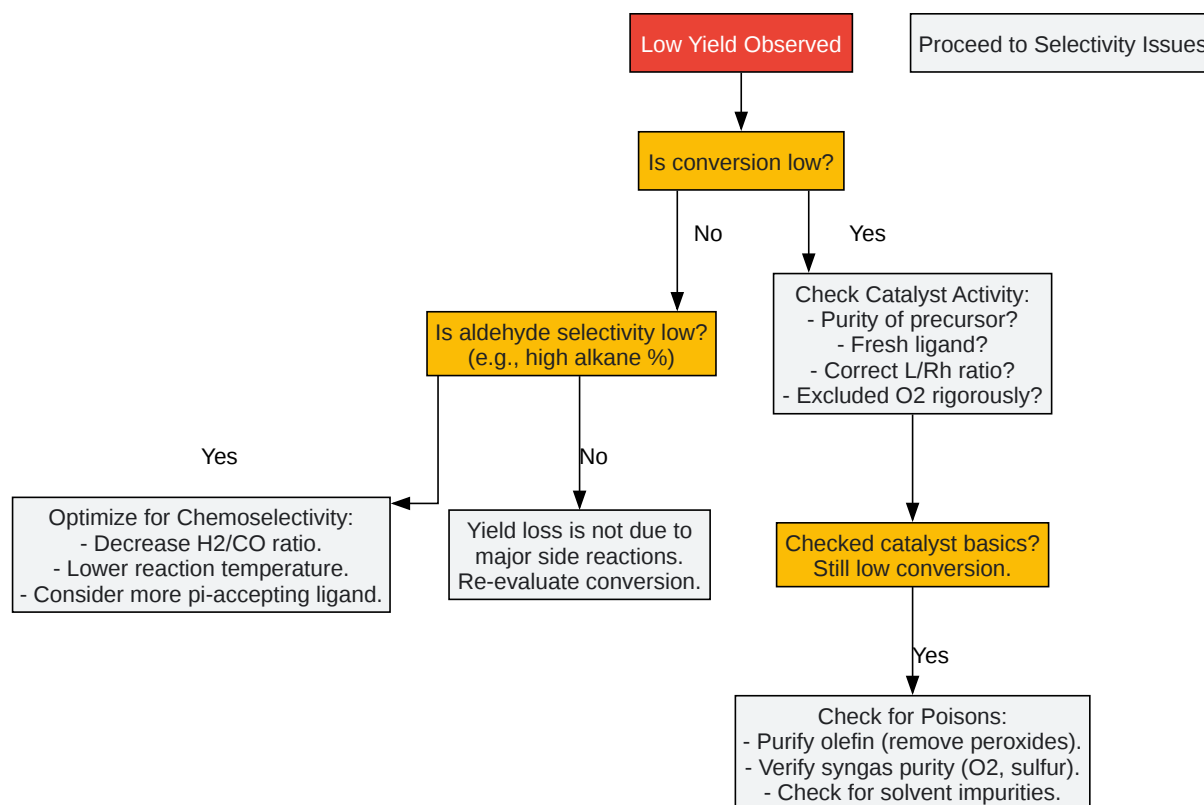 Low Yield Observed
Proceed to Selectivity Issues
Is conversion low?
No
Yes
Check Catalyst Activity:
- Purity of precursor?
- Fresh ligand?
- Correct L/Rh ratio?
- Excluded O2 rigorously?
Is aldehyde selectivity low?
(e.g., high alkane %)
Yes
No
Optimize for Chemoselectivity:
- Decrease H2/CO ratio.
- Lower reaction temperature.
- Consider more pi-accepting ligand.
Yield loss is not due to
major side reactions.
Re-evaluate conversion.
Checked catalyst basics?
Still low conversion.
Yes
Check for Poisons:
- Purify olefin (remove peroxides).
- Verify syngas purity (O2, sulfur).
- Check for solvent impurities.